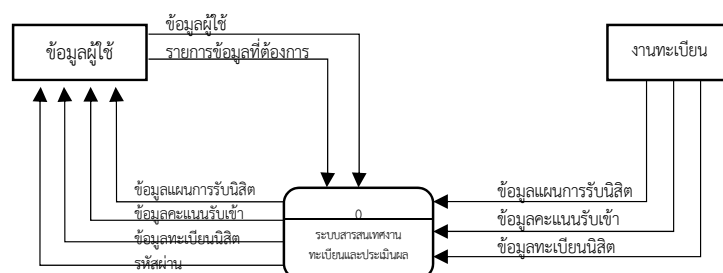 ข้อมูลผู้ใช้
ข้อมูลผู้ใช้
รายการข้อมูลที่ต้องการ
งานทะเบียน
ข้อมูลแผนการรับนิสิต
ข้อมูลคะแนนรับเข้า
ข้อมูลทะเบียนนิสิต
รหัสผ่าน
0
ระบบสารสนเทศงาน
ทะเบียนและประเมินผล
ข้อมูลแผนการรับนิสิต
ข้อมูลคะแนนรับเข้า
ข้อมูลทะเบียนนิสิต